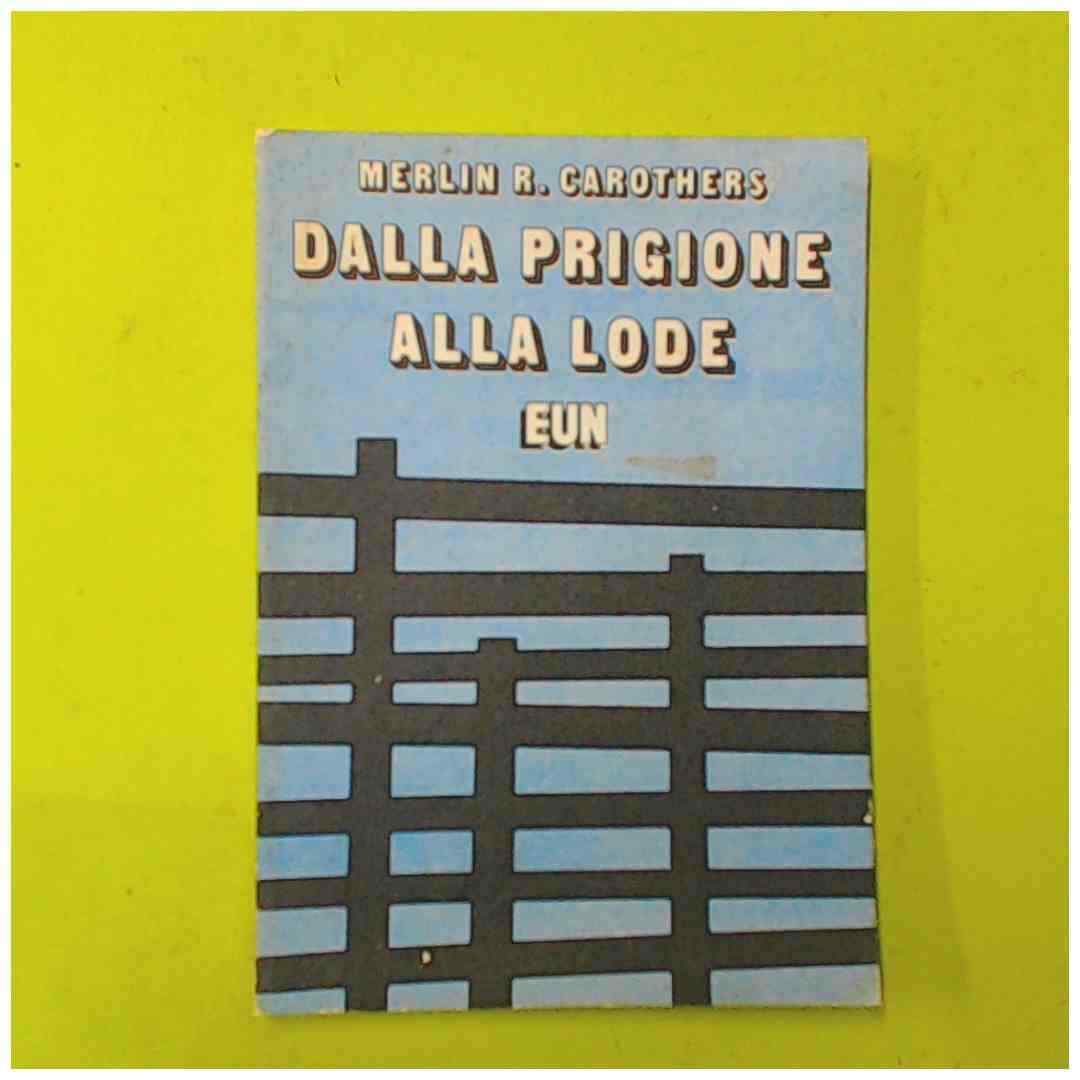 MERLIN R. CAROTHERS
DALLA PRIGIONE
ALLA LODE
EUN